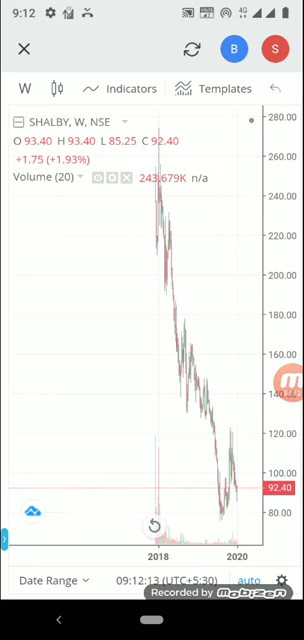 9:12 4G
B S
W Indicators Templates
SHALBY, W, NSE
O 93.40 H 93.40 L 85.25 C 92.40
+1.75 (+1.93%)
Volume (20) 243.679K n/a
280.00
260.00
240.00
220.00
200.00
180.00
160.00
140.00
100.00
92.40
80.00
2018 2020
Date Range 09:12:13 (UTC+5:30) auto
Recorded by mobizen